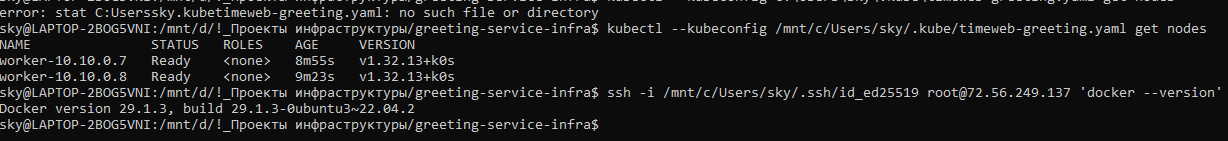 error: stat C:Userssky.kubetimeweb-greeting.yaml: no such file or directory
sky@LAPTOP-2BOG5VNI:/mnt/d/!_Проекты инфраструктуры/greeting-service-infra$ kubectl --kubeconfig /mnt/c/Users/sky/.kube/timeweb-greeting.yaml get nodes
NAME STATUS ROLES AGE VERSION
worker-10.10.0.7 Ready <none> 8m55s v1.32.13+k0s
worker-10.10.0.8 Ready <none> 9m23s v1.32.13+k0s
sky@LAPTOP-2BOG5VNI:/mnt/d/!_Проекты инфраструктуры/greeting-service-infra$ ssh -i /mnt/c/Users/sky/.ssh/id_ed25519 root@72.56.249.137 'docker --version'
Docker version 29.1.3, build 29.1.3-0ubuntu3~22.04.2
sky@LAPTOP-2BOG5VNI:/mnt/d/!_Проекты инфраструктуры/greeting-service-infra$